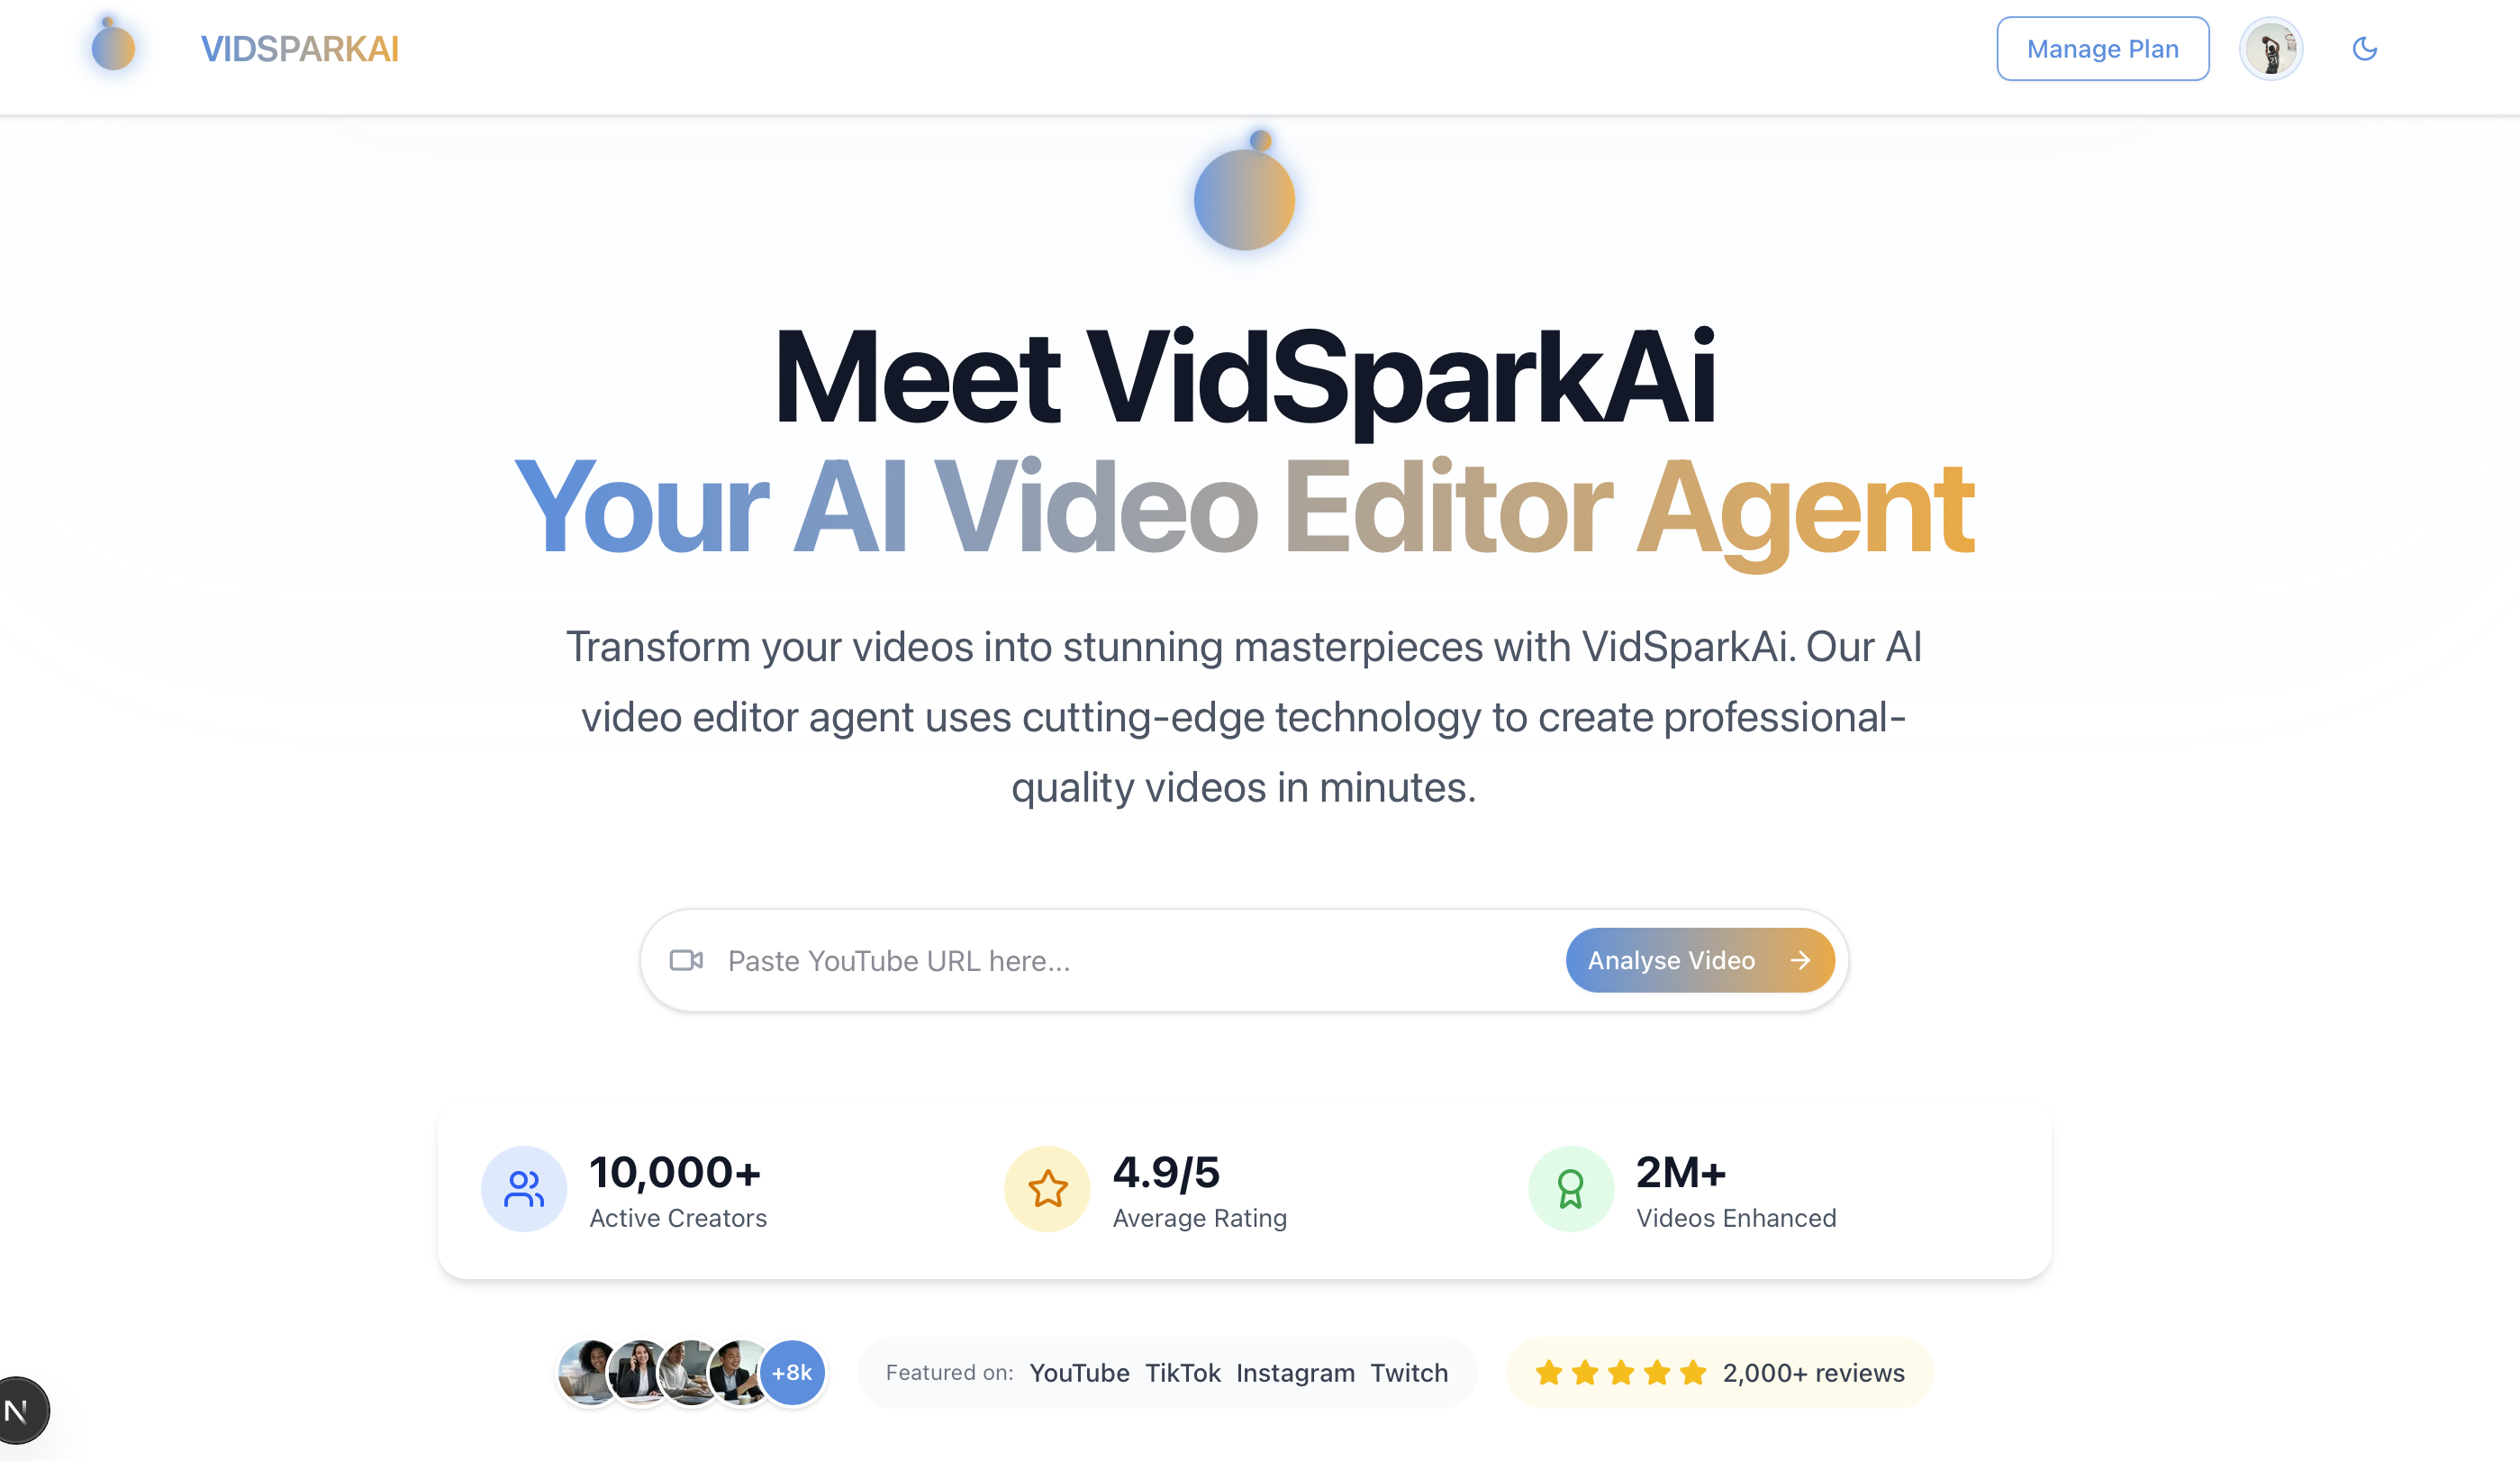 VIDSPARKAI
Manage Plan
Meet VidSparkAi
Your AI Video Editor Agent
Transform your videos into stunning masterpieces with VidSparkAi. Our AI
video editor agent uses cutting-edge technology to create professional-
quality videos in minutes.
Paste YouTube URL here...
Analyse Video
10,000+
Active Creators
4.9/5
Average Rating
2M+
Videos Enhanced
+8k
Featured on: YouTube TikTok Instagram Twitch
2,000+ reviews
N
21